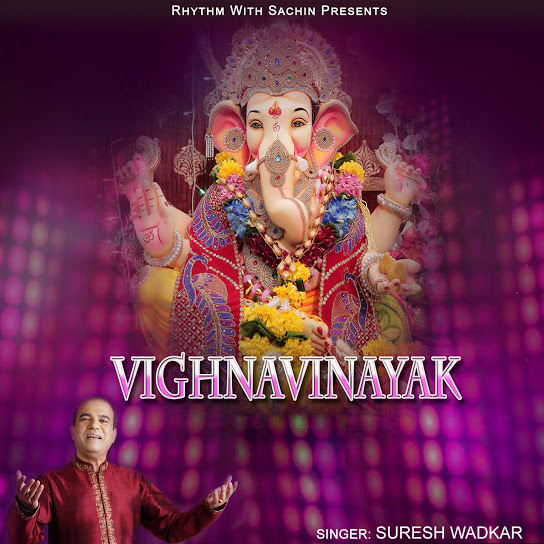 Rhythm With Sachin Presents
VIGHNAVINAYAK
SINGER: SURESH WADKAR